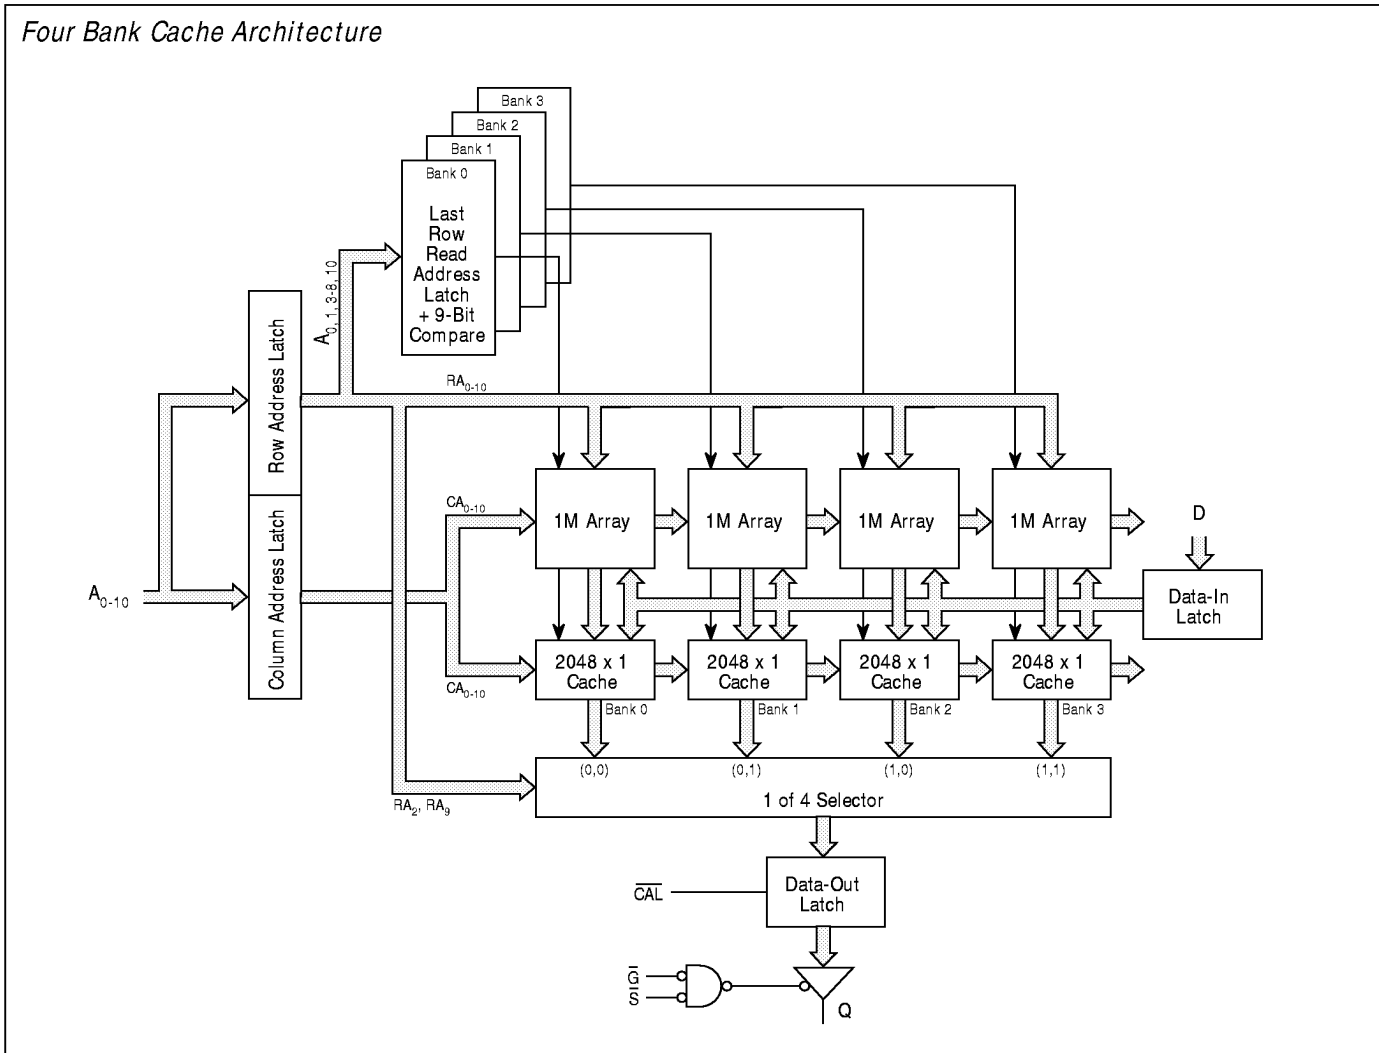 Four Bank Cache Architecture
Bank 3
Bank 2
Bank 1
Bank 0
Last
Row
Read
Address
Latch
+ 9-Bit
Compare
A0, 1, 3-8, 10
Row Address Latch
Column Address Latch
A0-10
RA0-10
CA0-10
1M Array
1M Array
1M Array
1M Array
D
Data-In
Latch
2048 x 1
Cache
2048 x 1
Cache
2048 x 1
Cache
2048 x 1
Cache
CA0-10
Bank 0
Bank 1
Bank 2
Bank 3
(0,0)
(0,1)
(1,0)
(1,1)
1 of 4 Selector
RA2, RA9
C̅A̅L̅
Data-Out
Latch
G̅
S̅
Q